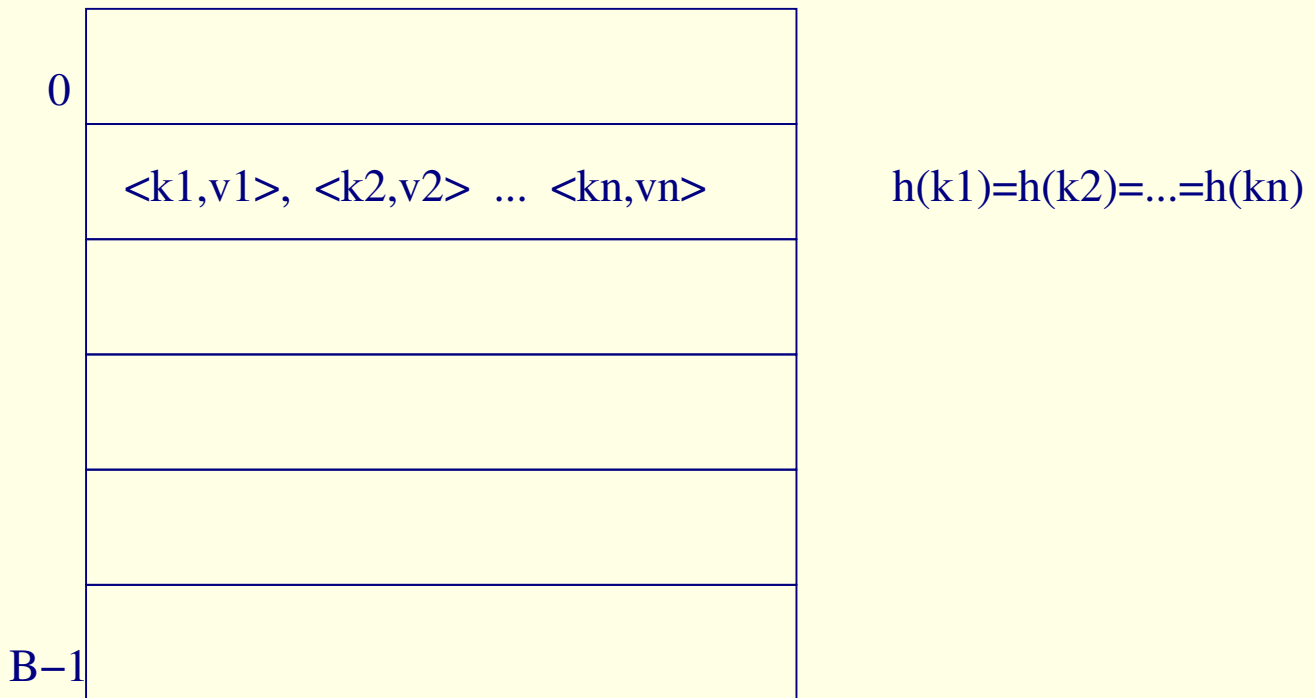 0
<k1,v1>, <k2,v2> ... <kn,vn> h(k1)=h(k2)=...=h(kn)
B−1